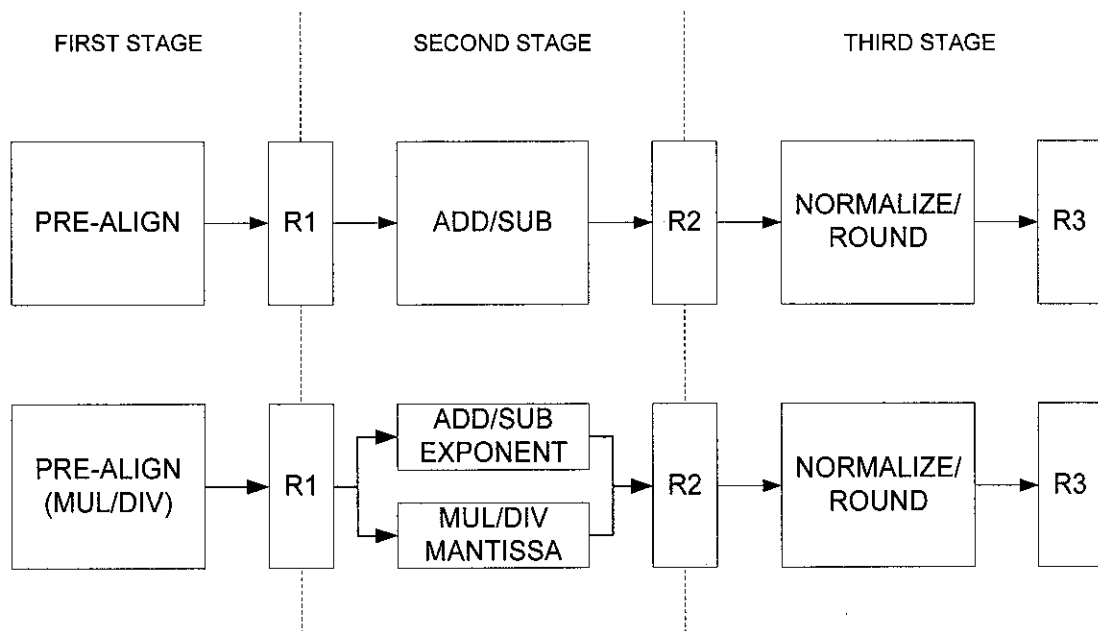 FIRST STAGE
SECOND STAGE
THIRD STAGE
PRE-ALIGN
R1
ADD/SUB
R2
NORMALIZE/
ROUND
R3
PRE-ALIGN
(MUL/DIV)
R1
ADD/SUB
EXPONENT
MUL/DIV
MANTISSA
R2
NORMALIZE/
ROUND
R3